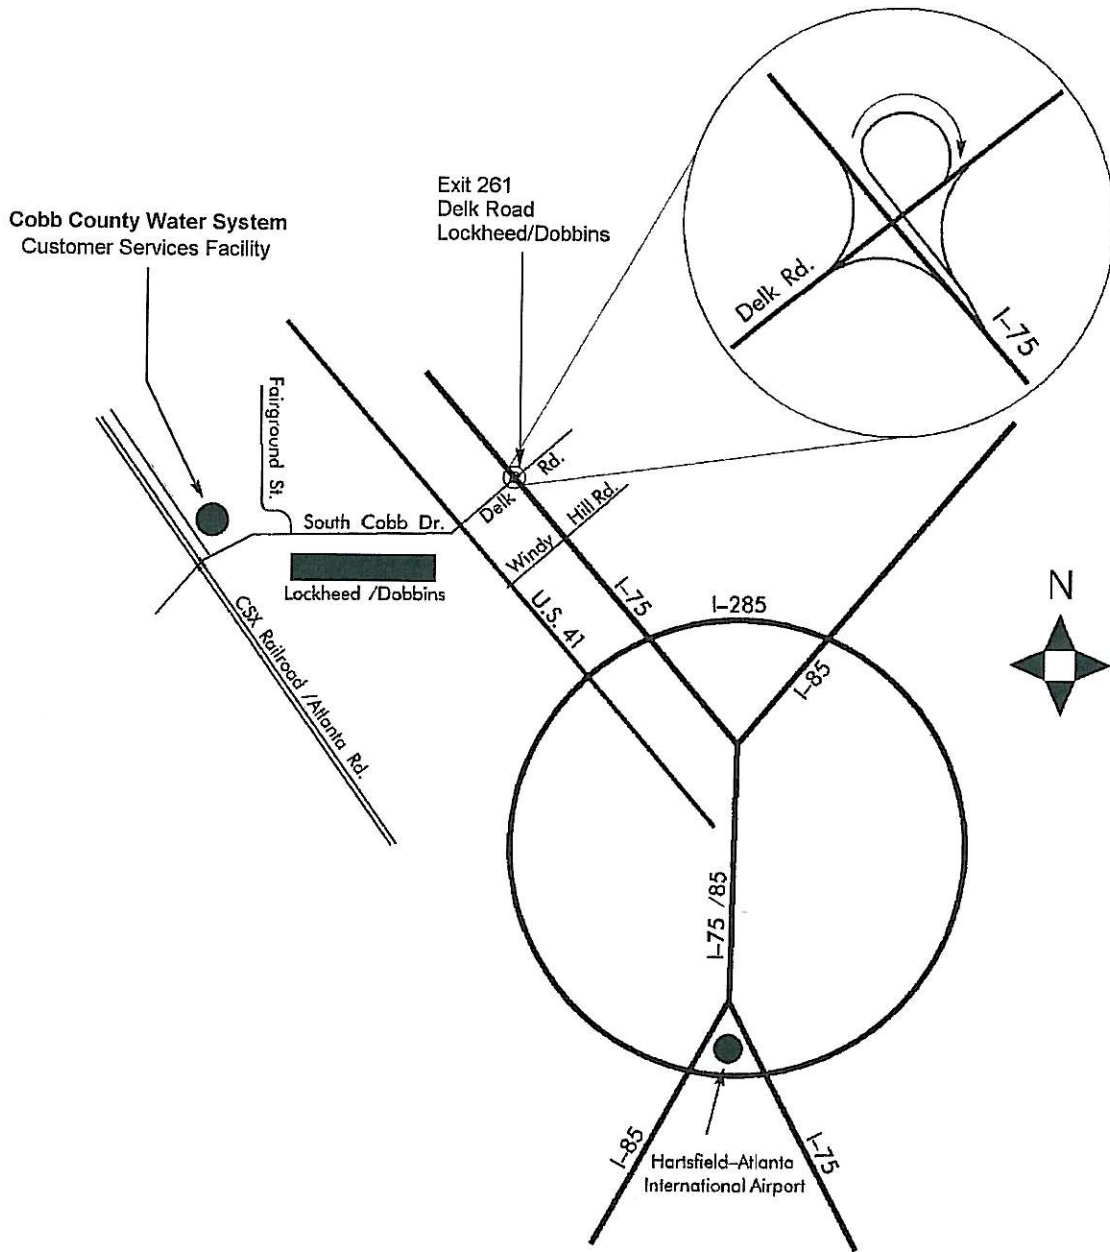 Exit 261
Delk Road
Lockheed/Dobbins
Cobb County Water System
Customer Services Facility
Delk Rd.
I-75
Fairground St.
Delk Rd.
South Cobb Dr.
Windy Hill Rd.
Lockheed /Dobbins
I-75
U.S. 41
I-285
N
I-85
CSX Railroad /Atlanta Rd.
I-75 /85
I-85
I-75
Hartsfield-Atlanta
International Airport